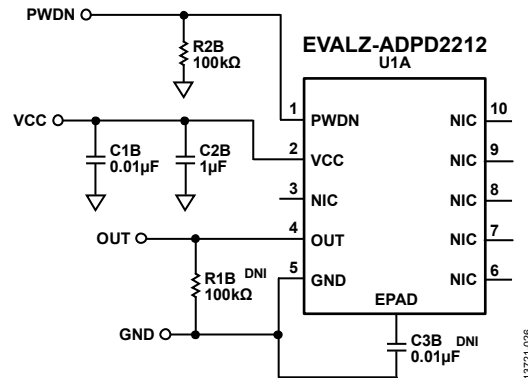 PWDN
R2B
100kΩ
EVALZ-ADPD2212
U1A
1
PWDN
NIC
10
VCC
C1B
0.01µF
C2B
1µF
2
VCC
NIC
9
3
NIC
NIC
8
OUT
4
OUT
NIC
7
R1B DNI
100kΩ
5
GND
NIC
6
GND
EPAD
C3B DNI
0.01µF
13721-026